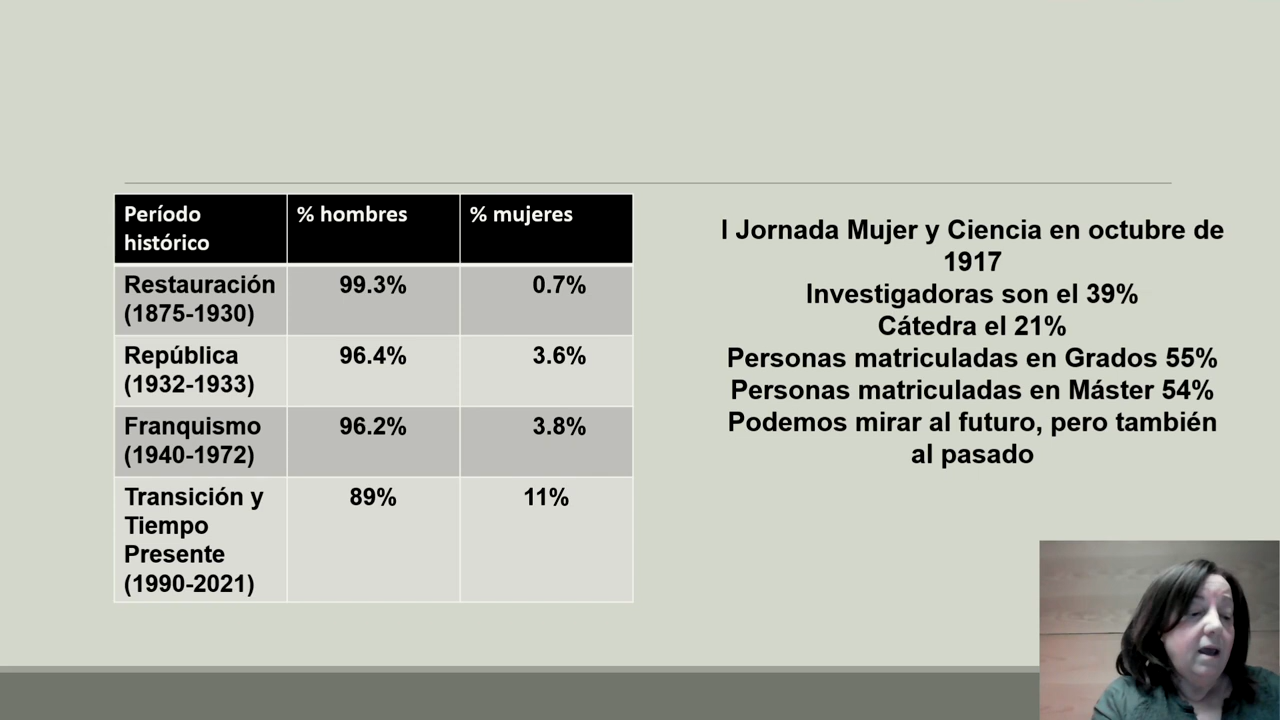 Período
histórico
% hombres
% mujeres
Restauración
(1875-1930)
99.3%
0.7%
República
(1932-1933)
96.4%
3.6%
Franquismo
(1940-1972)
96.2%
3.8%
Transición y
Tiempo
Presente
(1990-2021)
89%
11%
I Jornada Mujer y Ciencia en octubre de
1917
Investigadoras son el 39%
Cátedra el 21%
Personas matriculadas en Grados 55%
Personas matriculadas en Máster 54%
Podemos mirar al futuro, pero también
al pasado